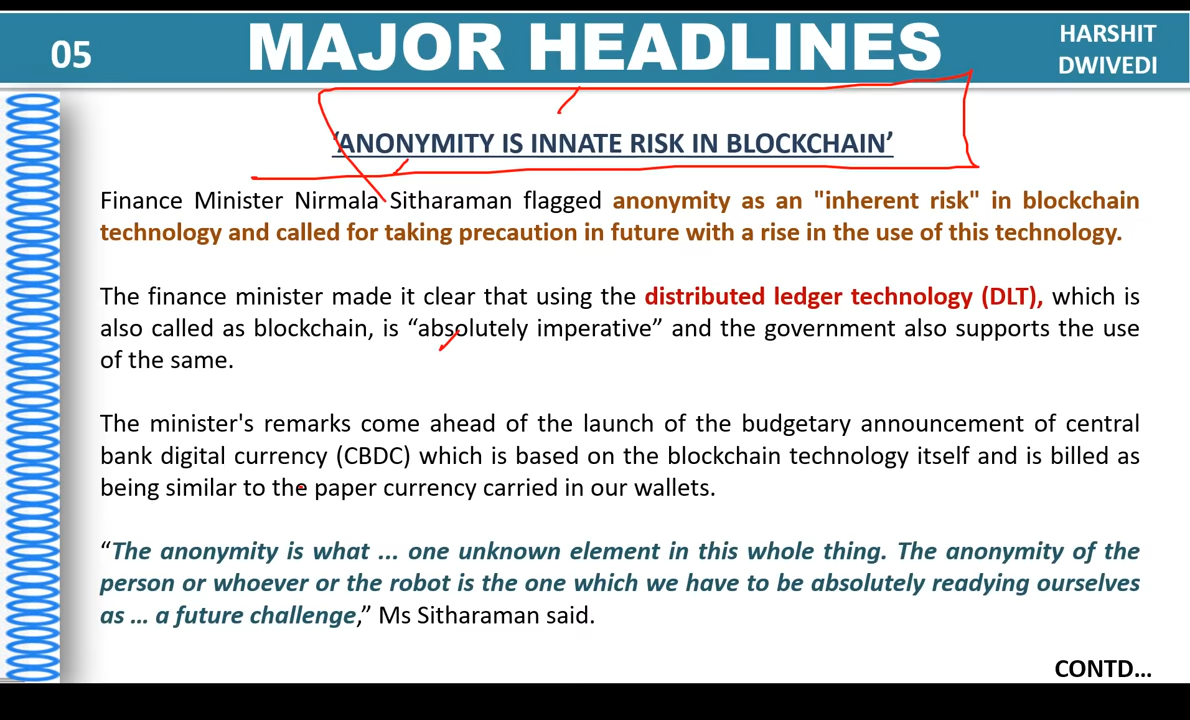 05
MAJOR HEADLINES
HARSHIT
DWIVEDI
‘ANONYMITY IS INNATE RISK IN BLOCKCHAIN’
Finance Minister Nirmala Sitharaman flagged anonymity as an "inherent risk" in blockchain
technology and called for taking precaution in future with a rise in the use of this technology.
The finance minister made it clear that using the distributed ledger technology (DLT), which is
also called as blockchain, is “absolutely imperative” and the government also supports the use
of the same.
The minister's remarks come ahead of the launch of the budgetary announcement of central
bank digital currency (CBDC) which is based on the blockchain technology itself and is billed as
being similar to the paper currency carried in our wallets.
“The anonymity is what ... one unknown element in this whole thing. The anonymity of the
person or whoever or the robot is the one which we have to be absolutely readying ourselves
as ... a future challenge,” Ms Sitharaman said.
CONTD...